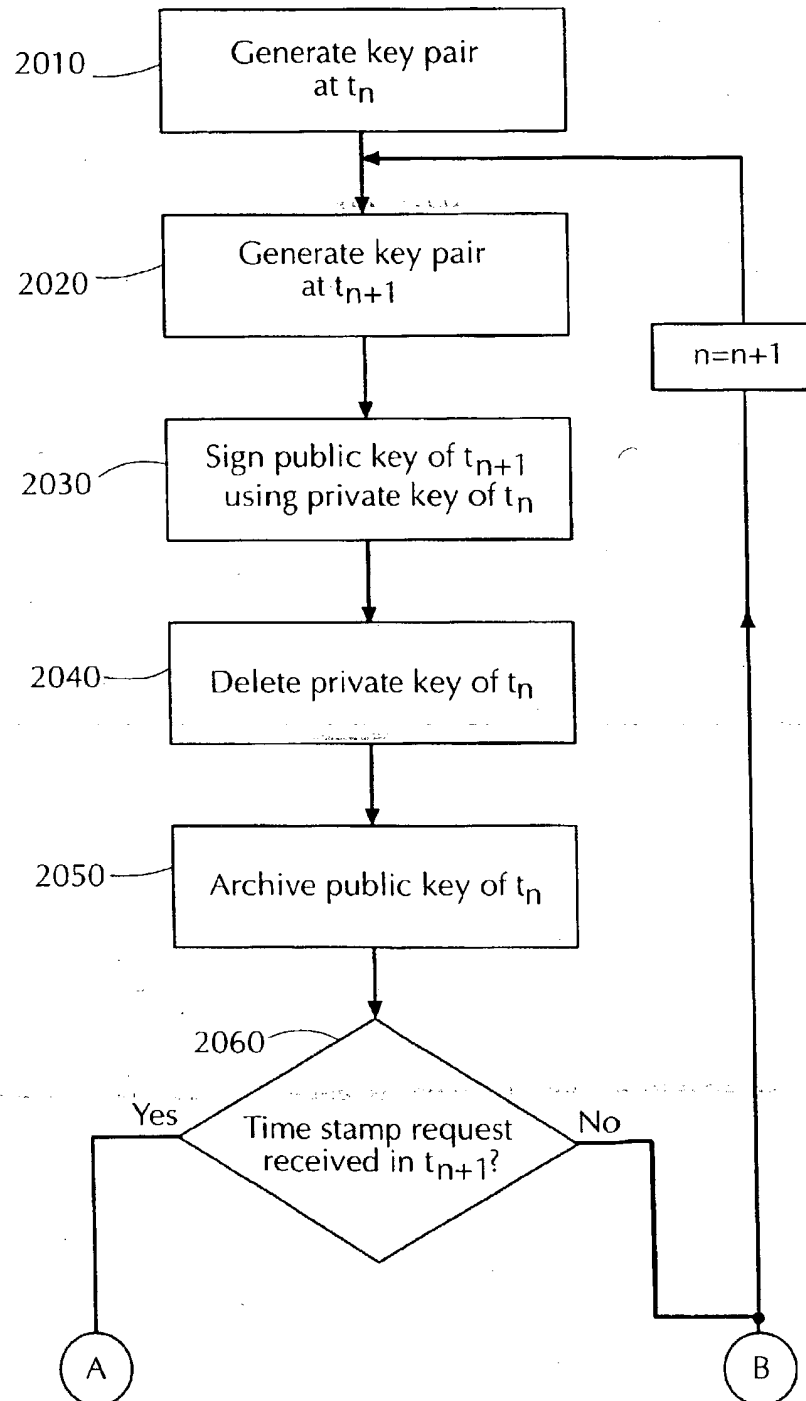 2010
Generate key pair
at tn
2020
Generate key pair
at tn+1
n=n+1
2030
Sign public key of tn+1
using private key of tn
2040
Delete private key of tn
2050
Archive public key of tn
2060
Yes
Time stamp request
received in tn+1?
No
A
B